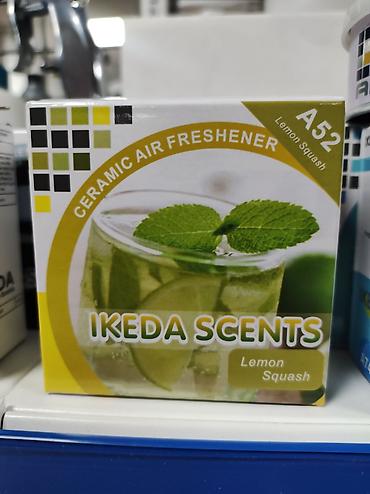 A52
Lemon Squash
CERAMIC AIR FRESHENER
IKEDA SCENTS
Lemon
Squash